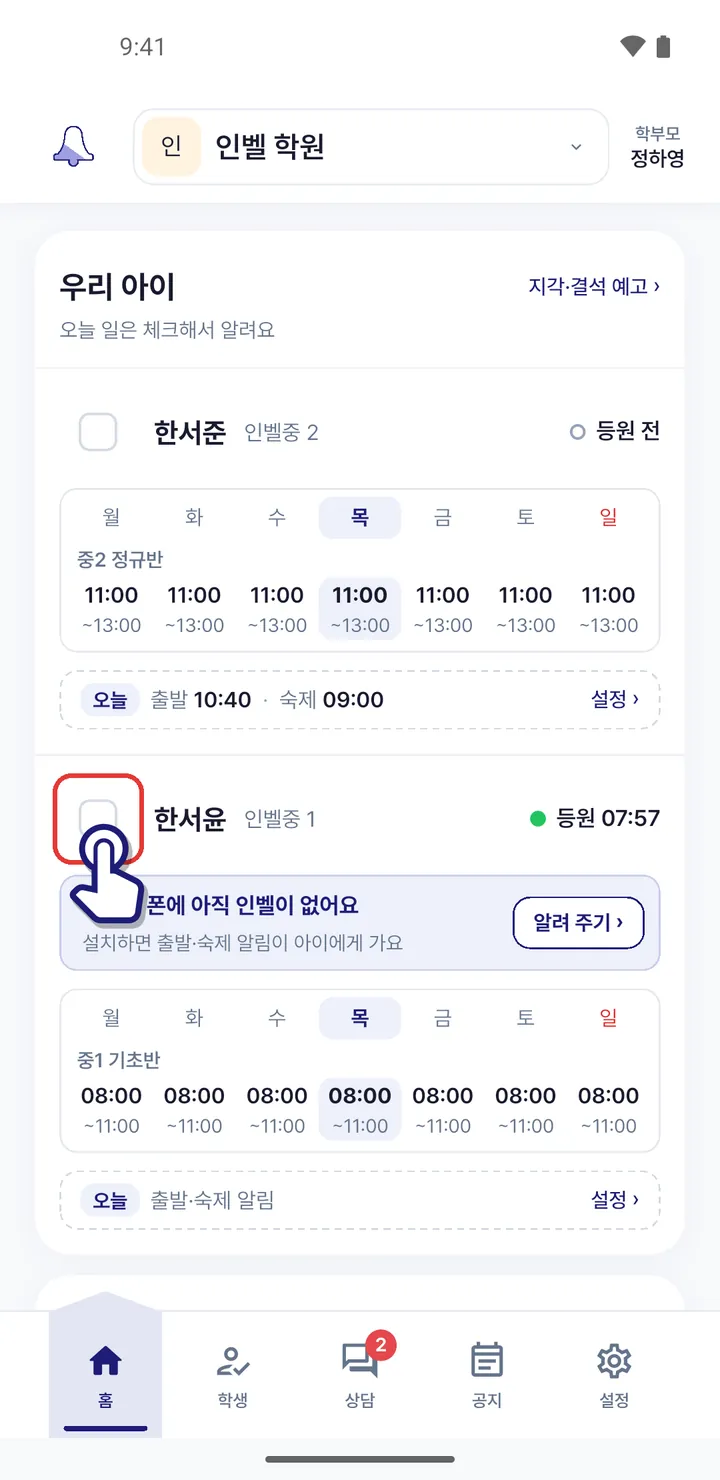 9:41
인 인벨 학원
학부모
정하영
우리 아이
지각·결석 예고 ›
오늘 일은 체크해서 알려요
한서준 인벨중 2
등원 전
월 화 수 목 금 토 일
중2 정규반
11:00 11:00 11:00 11:00 11:00 11:00 11:00
~13:00 ~13:00 ~13:00 ~13:00 ~13:00 ~13:00 ~13:00
오늘 출발 10:40 · 숙제 09:00 설정 ›
한서윤 인벨중 1
등원 07:57
폰에 아직 인벨이 없어요
설치하면 출발·숙제 알림이 아이에게 가요
알려 주기 ›
월 화 수 목 금 토 일
중1 기초반
08:00 08:00 08:00 08:00 08:00 08:00 08:00
~11:00 ~11:00 ~11:00 ~11:00 ~11:00 ~11:00 ~11:00
오늘 출발·숙제 알림 설정 ›
2
홈 학생 상담 공지 설정